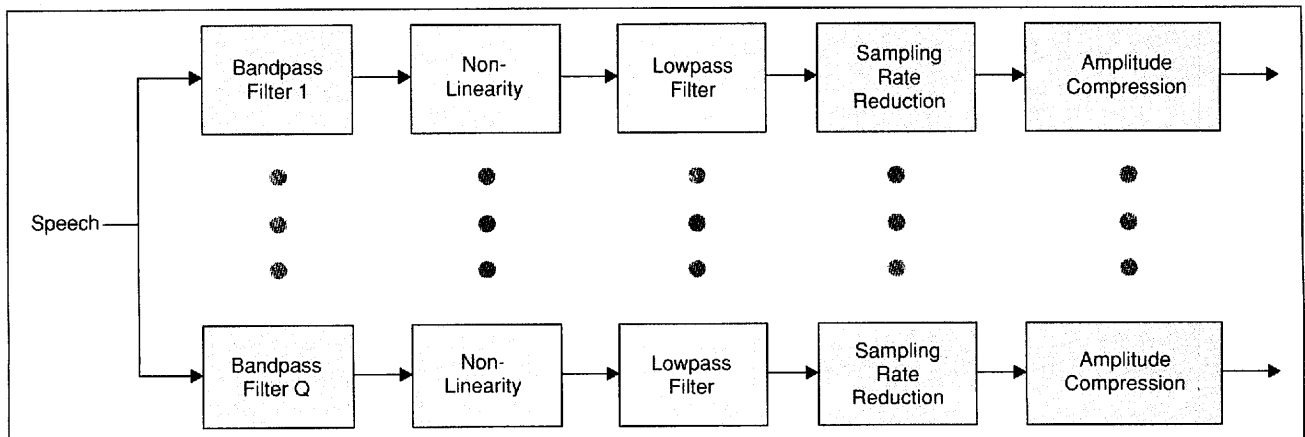 Bandpass
Filter 1
Non-
Linearity
Lowpass
Filter
Sampling
Rate
Reduction
Amplitude
Compression
Speech
Bandpass
Filter Q
Non-
Linearity
Lowpass
Filter
Sampling
Rate
Reduction
Amplitude
Compression